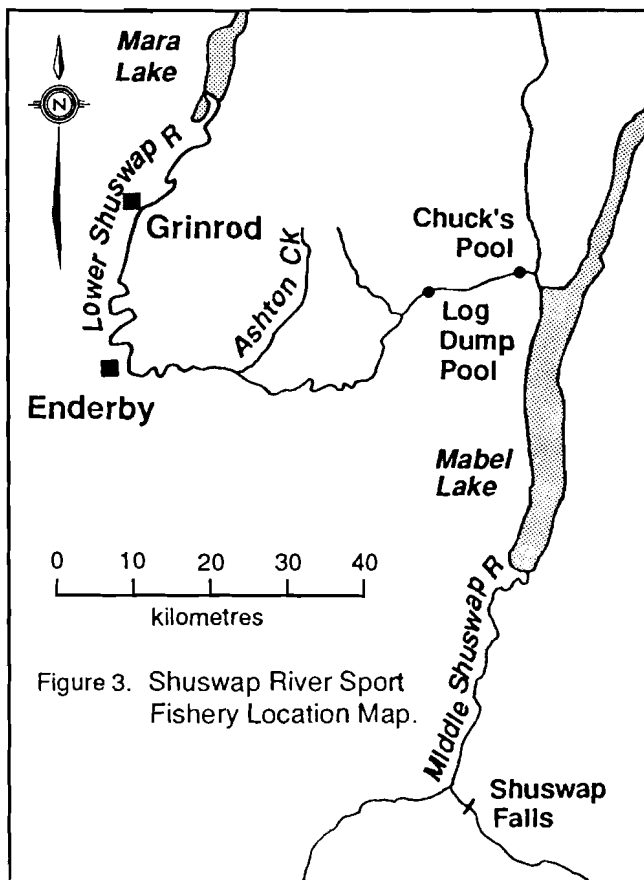 Mara
Lake
N
Lower Shuswap R
Grinrod
Ashton Ck
Chuck's
Pool
Log
Dump
Pool
Enderby
Mabel
Lake
0 10 20 30 40
kilometres
Middle Shuswap R
Figure 3. Shuswap River Sport
Fishery Location Map.
Shuswap
Falls